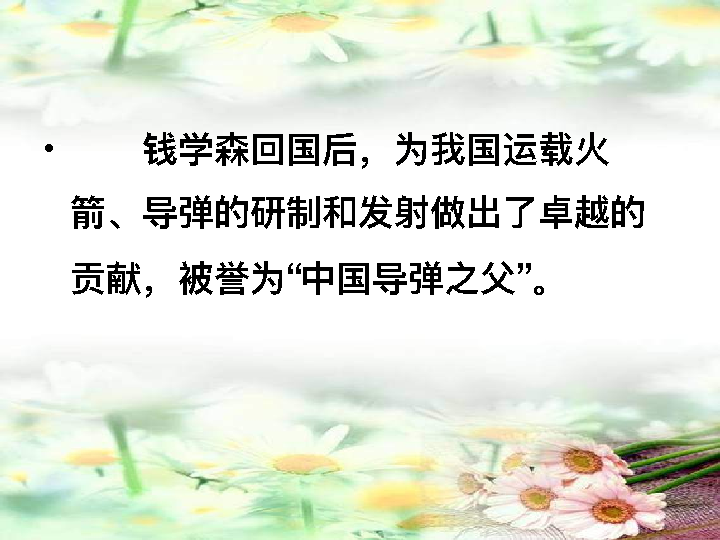 • 钱学森回国后，为我国运载火
箭、导弹的研制和发射做出了卓越的
贡献，被誉为“中国导弹之父”。